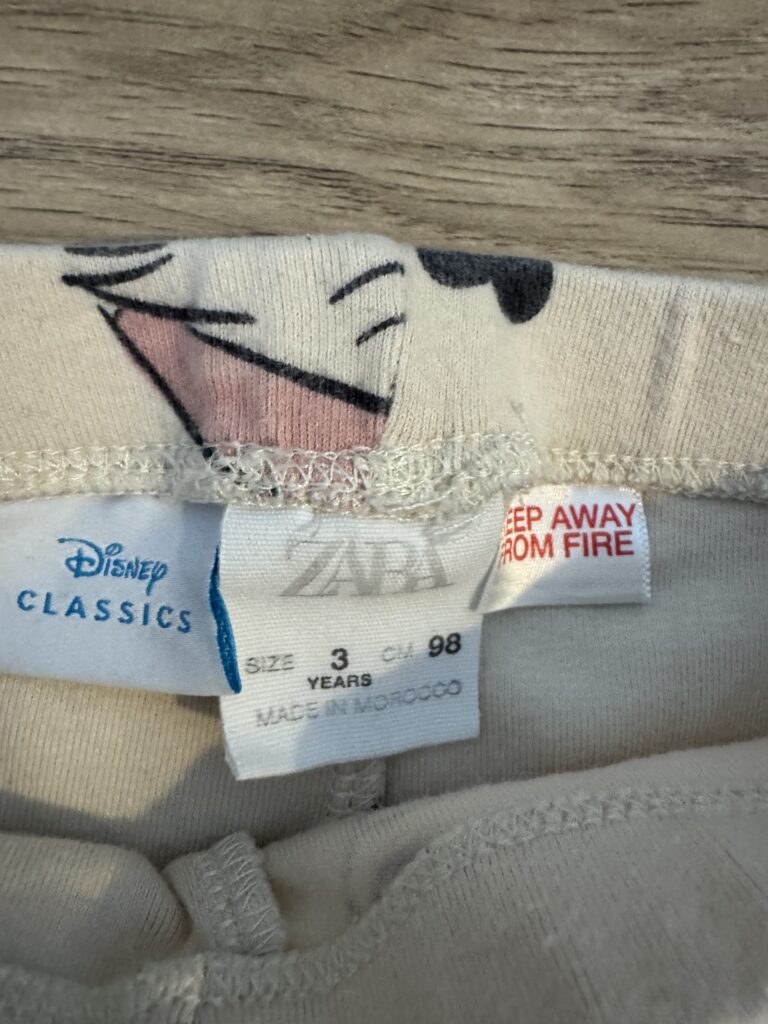 Disney
CLASSICS
ZARA
SIZE 3 CM 98
YEARS
MADE IN MOROCCO
EEP AWAY
ROM FIRE